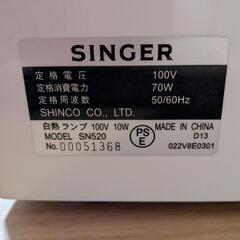 SINGER
定格電圧 100V
定格消費電力 70W
定格周波数 50/60Hz
SHINCO CO., LTD.
白熱ランプ 100V 10W
MODEL SN520
No.00051368
PS
E
MADE IN CHINA
D13
022V8E0301